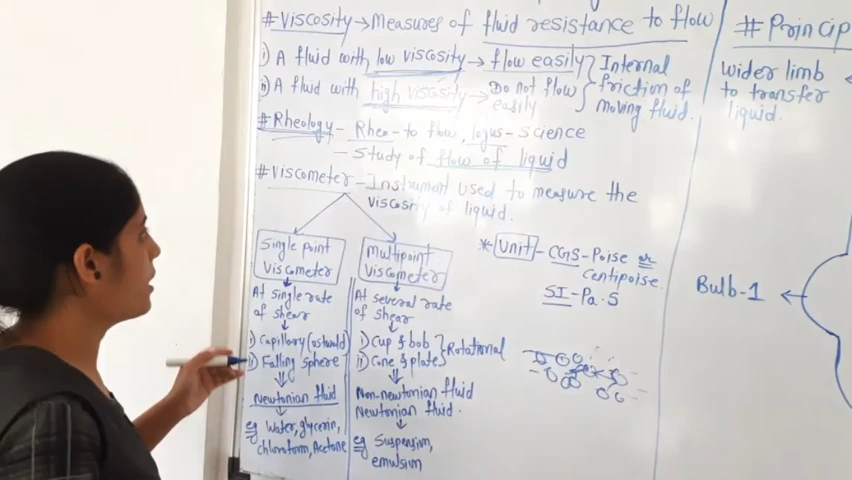 # Viscosity → Measures of fluid resistance to flow
i) A fluid with low viscosity → flow easily
ii) A fluid with high viscosity → Do not flow easily
Internal
friction of
moving fluid.
# Rheology - Rheo - to flow, logus - Science
- Study of flow of liquid
# Viscometer - Instrument used to measure the
viscosity of liquid.
Single point
Viscometer
At single rate
of shear
i) Capillary (ostwald)
ii) Falling sphere
Newtonian fluid
eg Water, glycerin,
chloroform, Acetone
Multipoint
Viscometer
At several rate
of shear
i) Cup & bob
ii) Cone & plate
Rotational
Non-newtonian fluid
Newtonian fluid.
eg Suspension,
emulsion
* Unit - CGS - Poise or
Centipoise.
SI - Pa.S
# Princip
Wider limb
to transfer
liquid.
Bulb-1